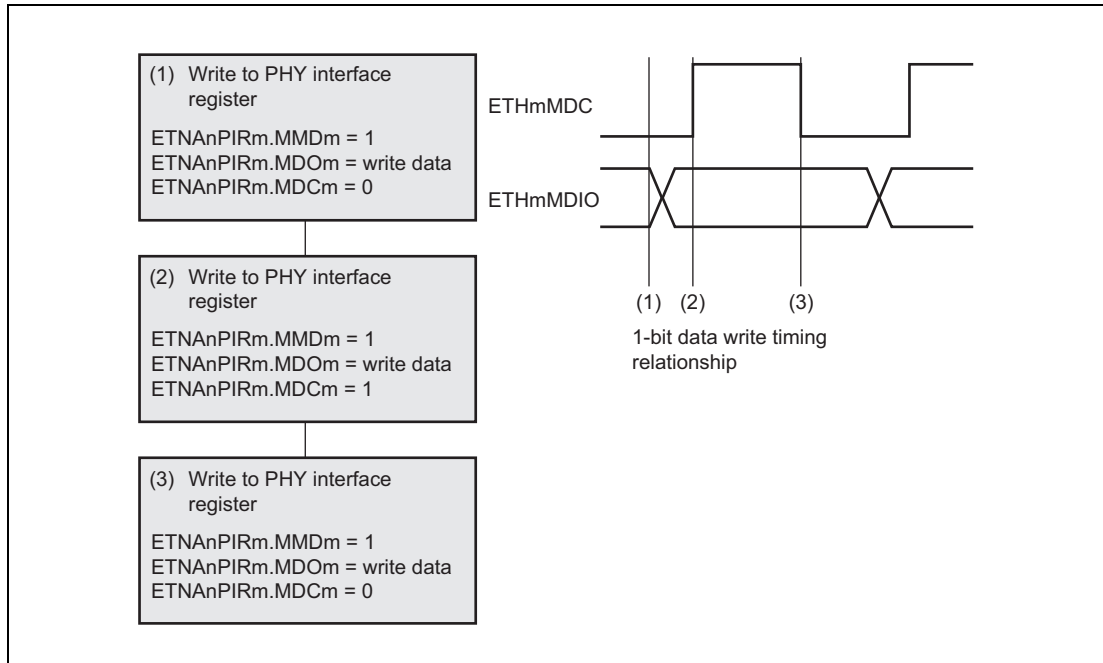 (1) Write to PHY interface
register
ETNAnPIRm.MMDm = 1
ETNAnPIRm.MDOm = write data
ETNAnPIRm.MDCm = 0
(2) Write to PHY interface
register
ETNAnPIRm.MMDm = 1
ETNAnPIRm.MDOm = write data
ETNAnPIRm.MDCm = 1
(3) Write to PHY interface
register
ETNAnPIRm.MMDm = 1
ETNAnPIRm.MDOm = write data
ETNAnPIRm.MDCm = 0
ETHmMDC
ETHmMDIO
(1) (2) (3)
1-bit data write timing
relationship